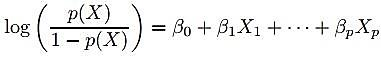 log ( p(X) / (1 − p(X)) ) = β₀ + β₁X₁ + ⋯ + βₚXₚ